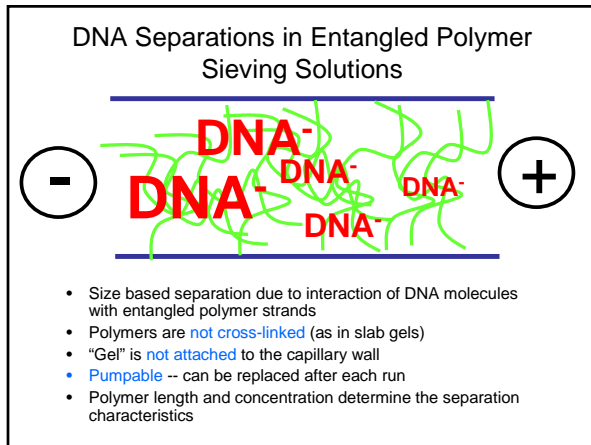 DNA Separations in Entangled Polymer
Sieving Solutions
DNA-
DNA-
DNA-
DNA-
DNA-
-
+
• Size based separation due to interaction of DNA molecules
with entangled polymer strands
• Polymers are not cross-linked (as in slab gels)
• “Gel” is not attached to the capillary wall
• Pumpable -- can be replaced after each run
• Polymer length and concentration determine the separation
characteristics